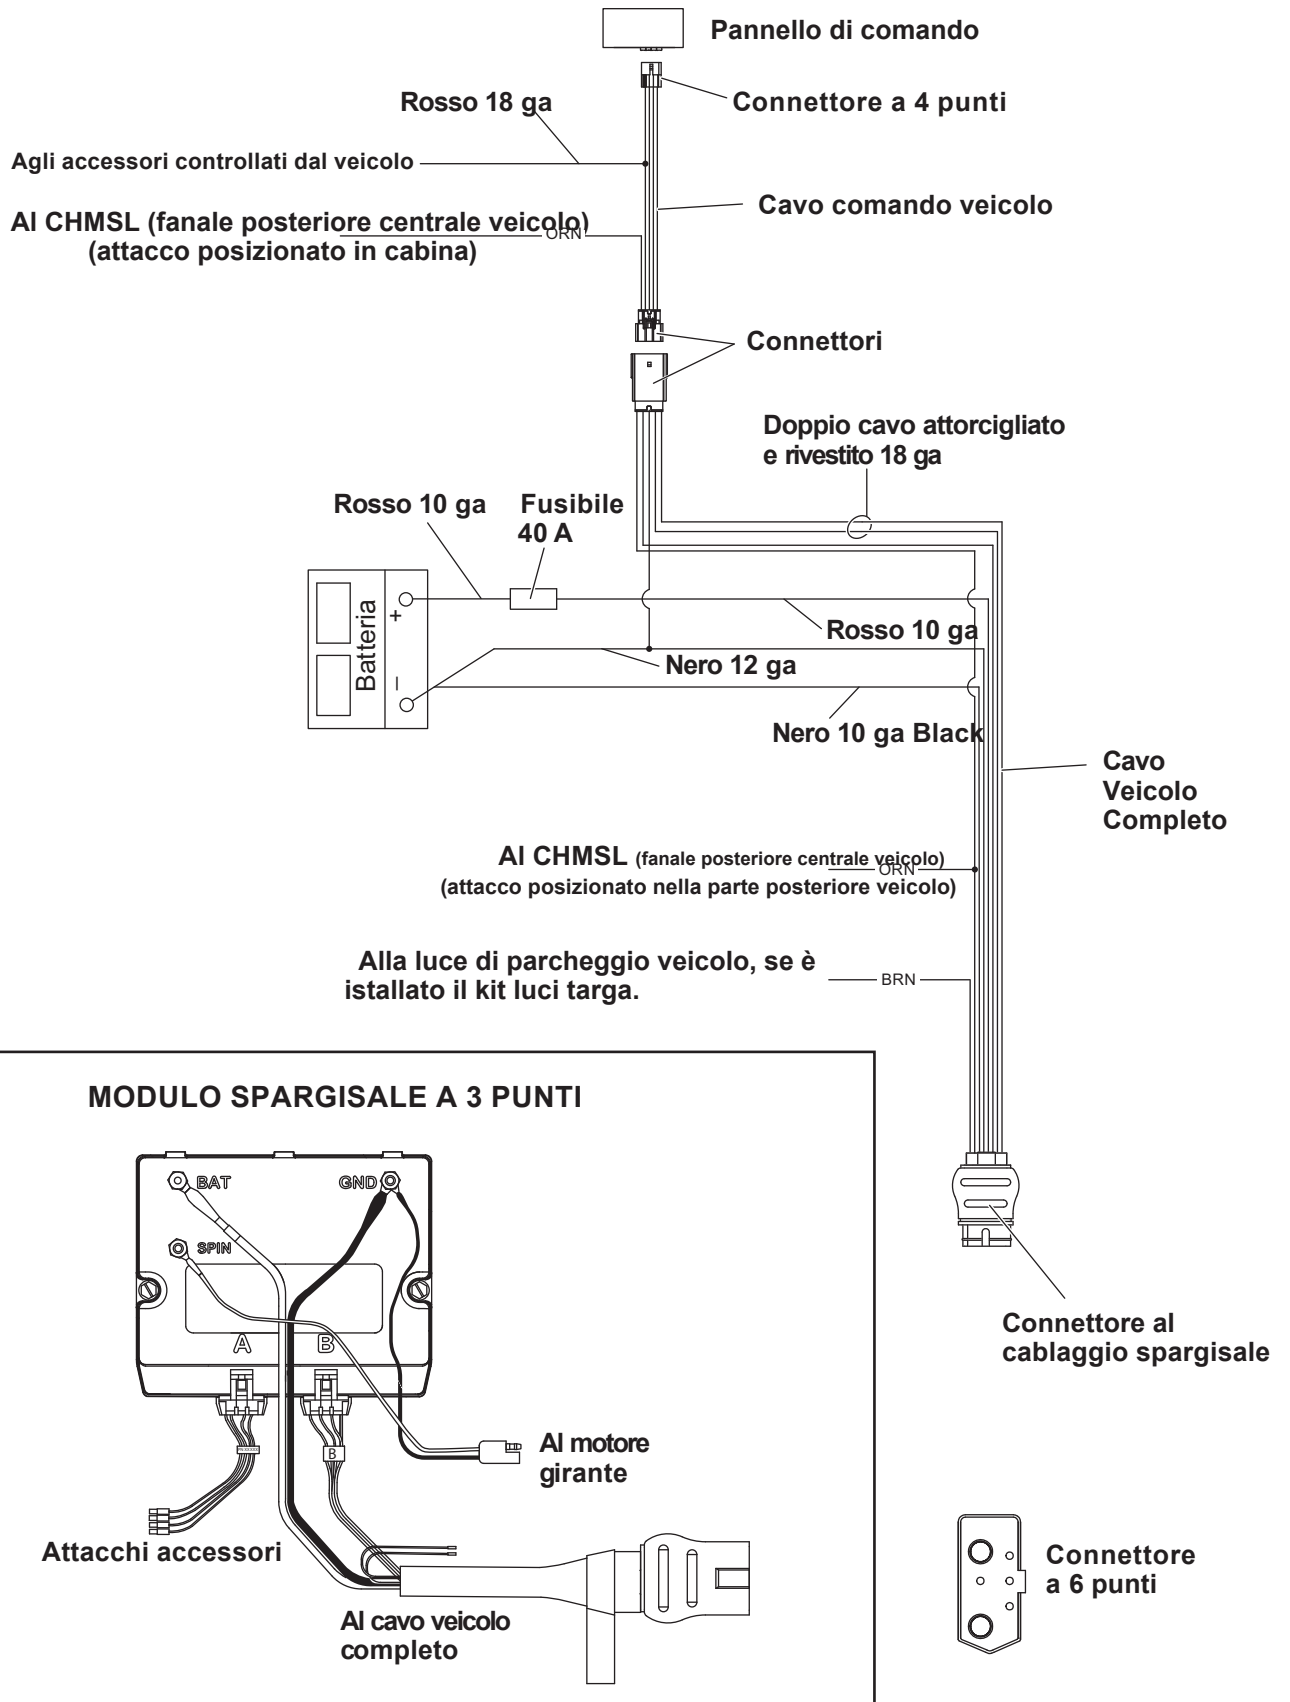 Pannello di comando
Rosso 18 ga
Connettore a 4 punti
Agli accessori controllati dal veicolo
Cavo comando veicolo
Al CHMSL (fanale posteriore centrale veicolo)
ORN
(attacco posizionato in cabina)
Connettori
Doppio cavo attorcigliato
e rivestito 18 ga
Rosso 10 ga
Fusibile
40 A
Batteria
+
–
Rosso 10 ga
Nero 12 ga
Nero 10 ga Black
Cavo
Veicolo
Completo
Al CHMSL (fanale posteriore centrale veicolo)
ORN
(attacco posizionato nella parte posteriore veicolo)
Alla luce di parcheggio veicolo, se è
istallato il kit luci targa.
BRN
MODULO SPARGISALE A 3 PUNTI
BAT
GND
SPIN
A
B
B
Connettore al
cablaggio spargisale
Al motore
girante
Attacchi accessori
Al cavo veicolo
completo
Connettore
a 6 punti